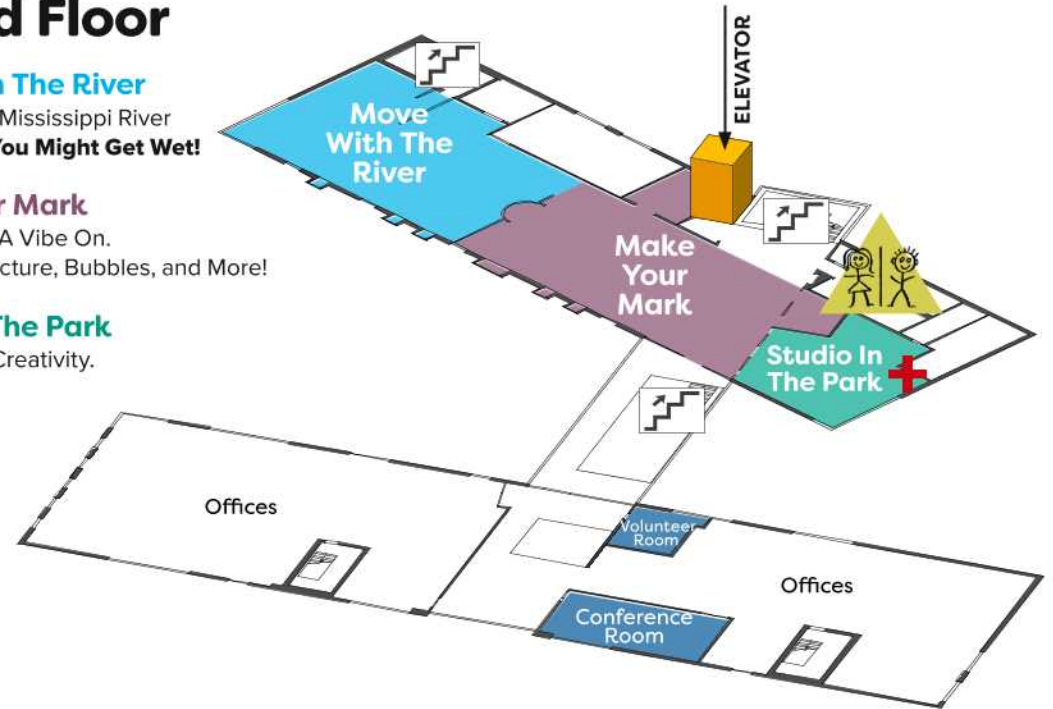 d Floor
n The River
Mississippi River
You Might Get Wet!
r Mark
A Vibe On.
cture, Bubbles, and More!
The Park
Creativity.
ELEVATOR
Move
With The
River
Make
Your
Mark
Studio In
The Park
Offices
Volunteer
Room
Offices
Conference
Room